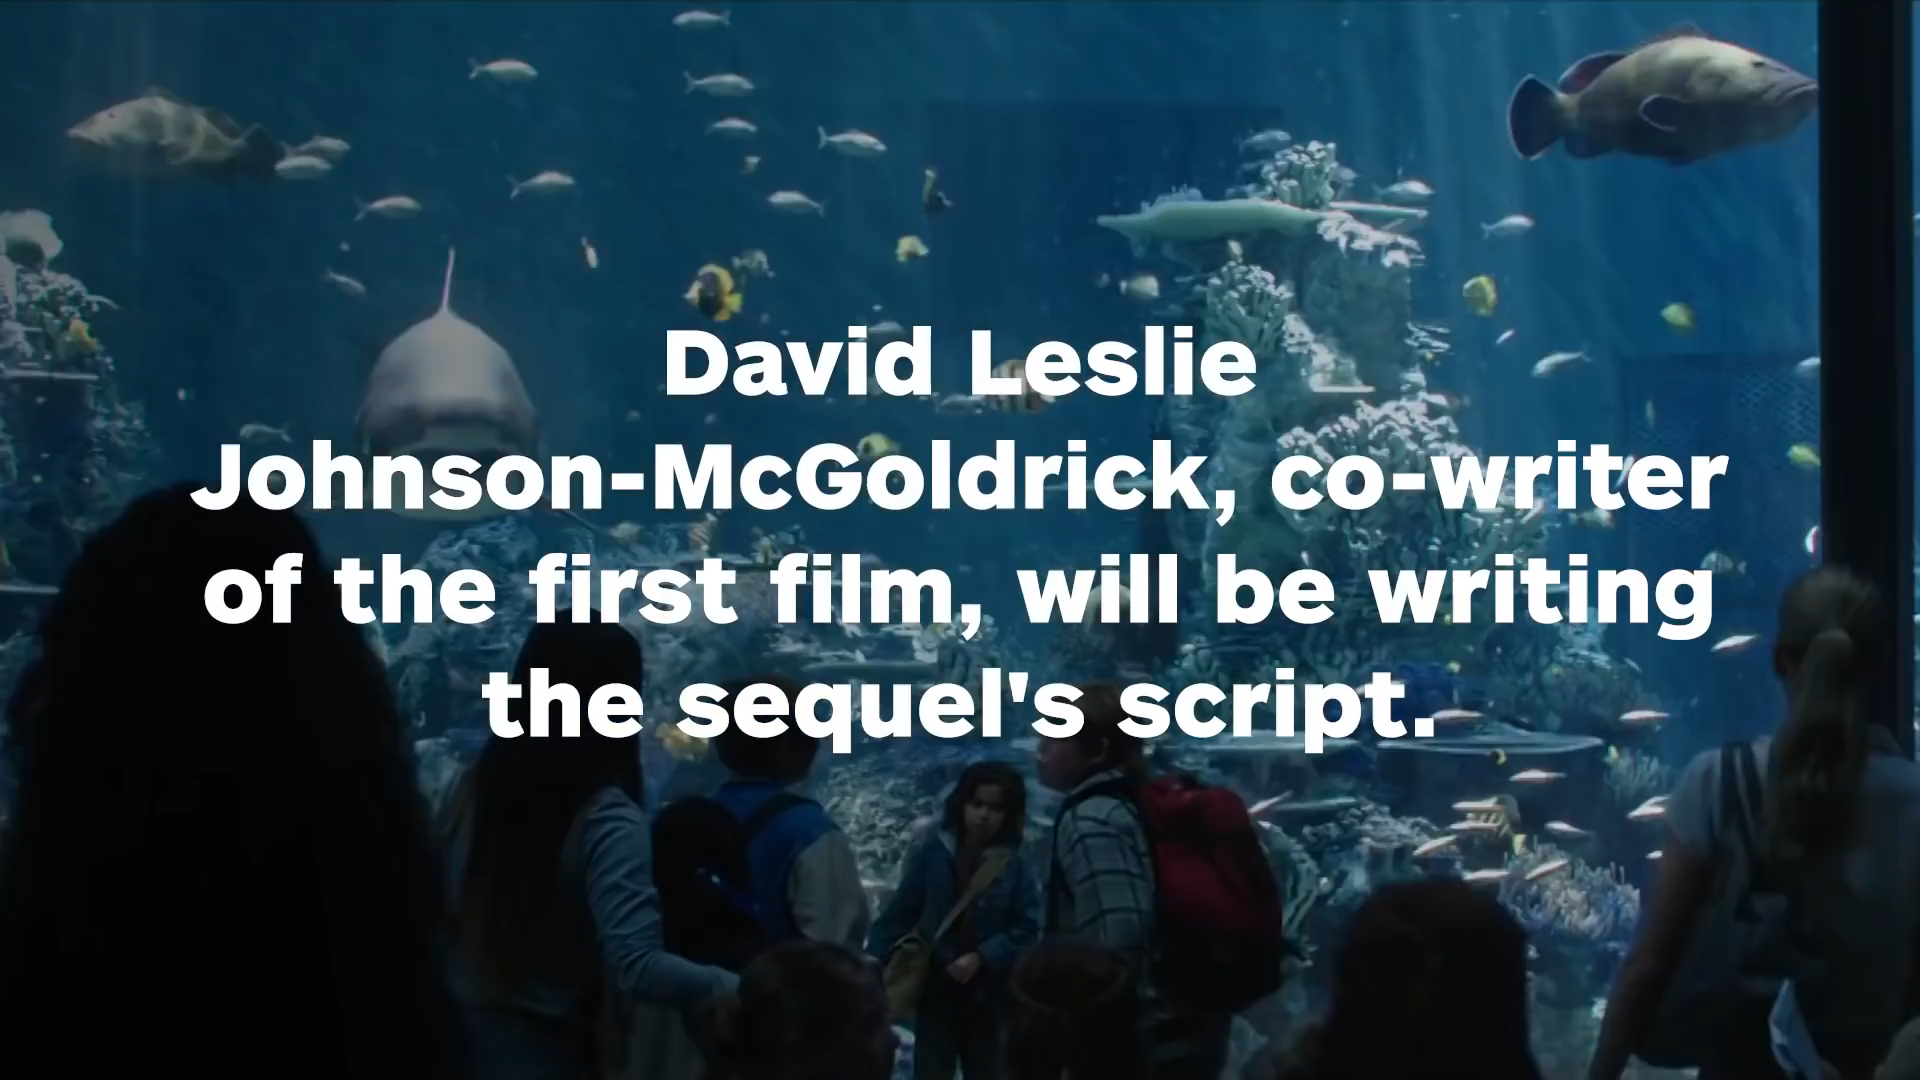 David Leslie
Johnson-McGoldrick, co-writer
of the first film, will be writing
the sequel's script.